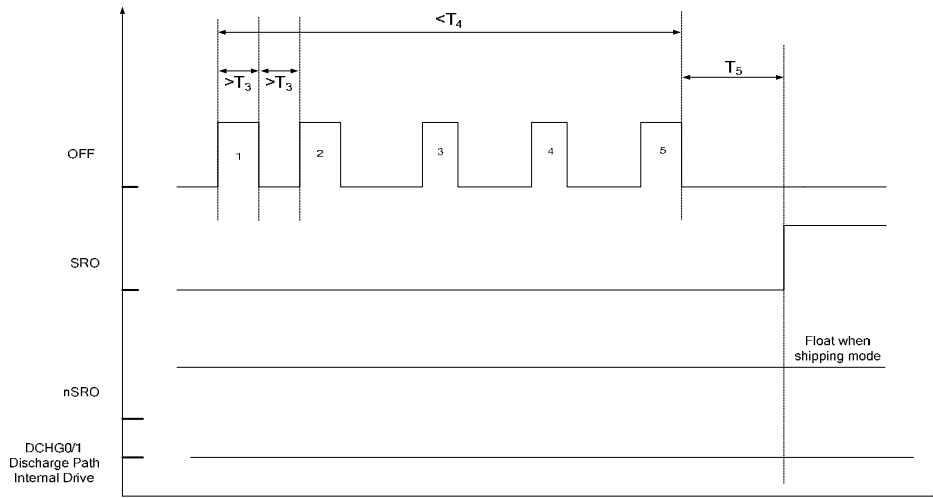 <T4
>T3 >T3
T5
OFF
1 2 3 4 5
SRO
Float when
shipping mode
nSRO
DCHG0/1
Discharge Path
Internal Drive